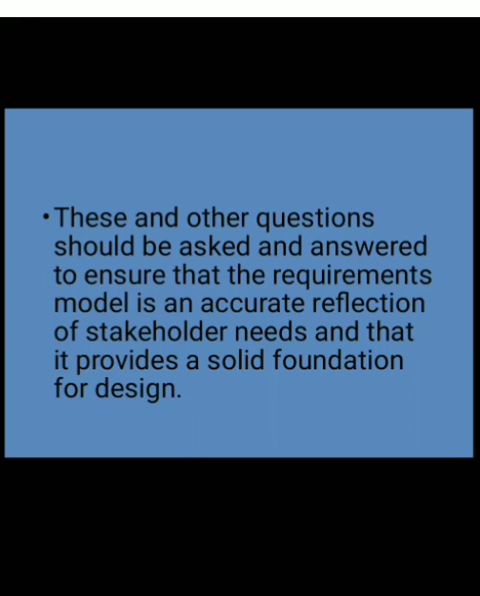 •These and other questions
should be asked and answered
to ensure that the requirements
model is an accurate reflection
of stakeholder needs and that
it provides a solid foundation
for design.